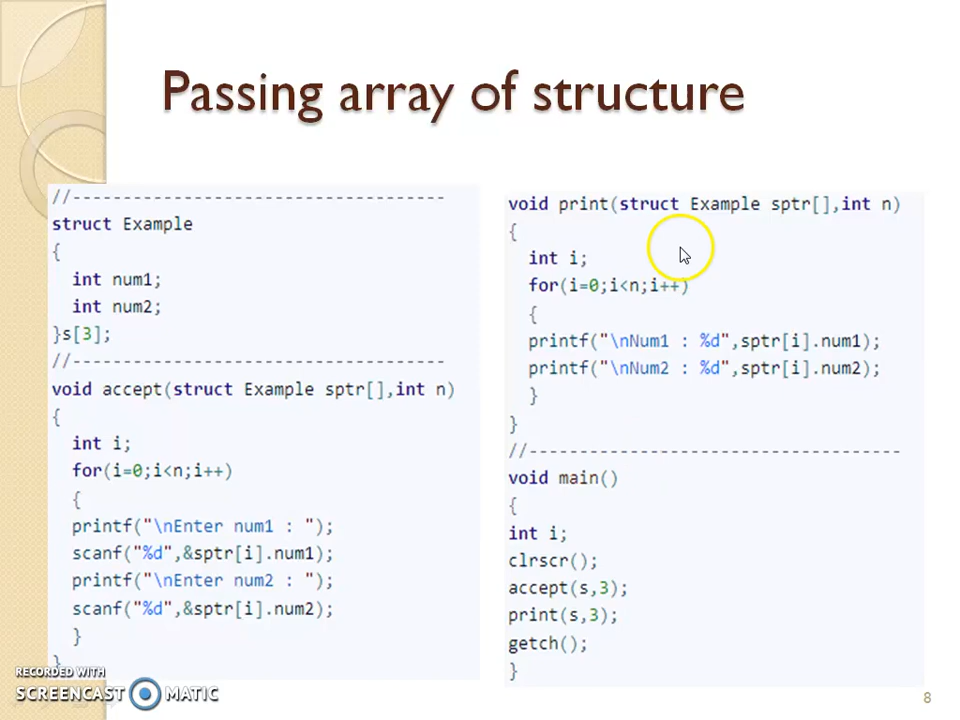 Passing array of structure
//-------------------------------------
struct Example
{
int num1;
int num2;
}s[3];
//-------------------------------------
void accept(struct Example sptr[],int n)
{
int i;
for(i=0;i<n;i++)
{
printf("\nEnter num1 : ");
scanf("%d",&sptr[i].num1);
printf("\nEnter num2 : ");
scanf("%d",&sptr[i].num2);
}
}
void print(struct Example sptr[],int n)
{
int i;
for(i=0;i<n;i++)
{
printf("\nNum1 : %d",sptr[i].num1);
printf("\nNum2 : %d",sptr[i].num2);
}
}
//-------------------------------------
void main()
{
int i;
clrscr();
accept(s,3);
print(s,3);
getch();
}
RECORDED WITH
SCREENCAST MATIC
8